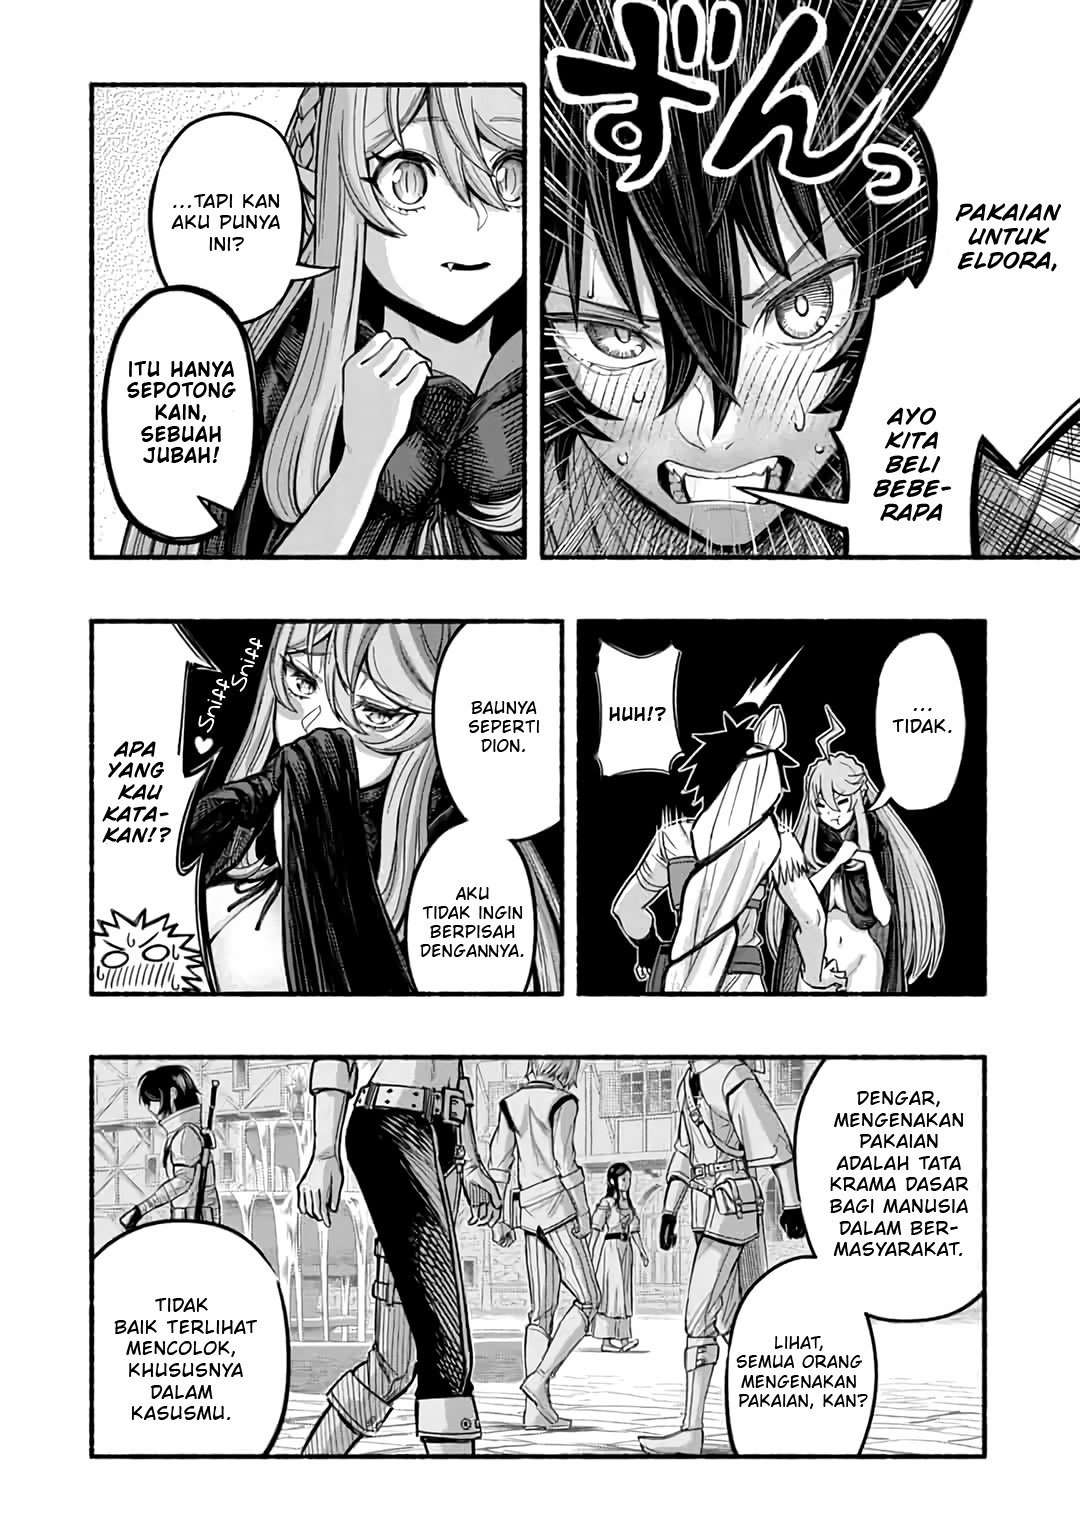 ずんっ
PAKAIAN
UNTUK
ELDORA,
AYO
KITA
BELI
BEBE-
RAPA
...TAPI KAN
AKU PUNYA
INI?
ITU HANYA
SEPOTONG
KAIN,
SEBUAH
JUBAH!
...
TIDAK.
HUH!?
BAUNYA
SEPERTI
DION.
AKU
TIDAK INGIN
BERPISAH
DENGANNYA.
Sniff
Sniff
APA
YANG
KAU
KATA-
KAN!?
DENGAR,
MENGENAKAN
PAKAIAN
ADALAH TATA
KRAMA DASAR
BAGI MANUSIA
DALAM BER-
MASYARAKAT.
LIHAT,
SEMUA ORANG
MENGENAKAN
PAKAIAN, KAN?
TIDAK
BAIK TERLIHAT
MENCOLOK,
KHUSUSNYA
DALAM
KASUSMU.